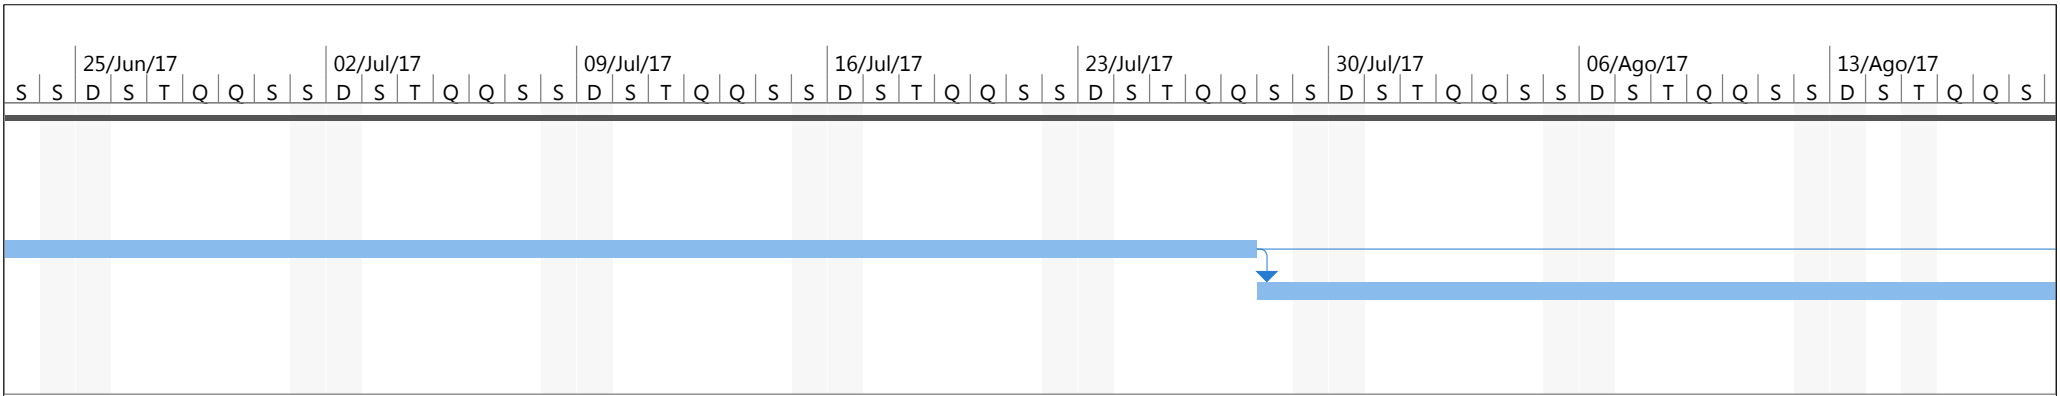 25/Jun/17 02/Jul/17 09/Jul/17 16/Jul/17 23/Jul/17 30/Jul/17 06/Ago/17 13/Ago/17
S S D S T Q Q S S D S T Q Q S S D S T Q Q S S D S T Q Q S S D S T Q Q S S D S T Q Q S S D S T Q Q S S D S T Q Q S